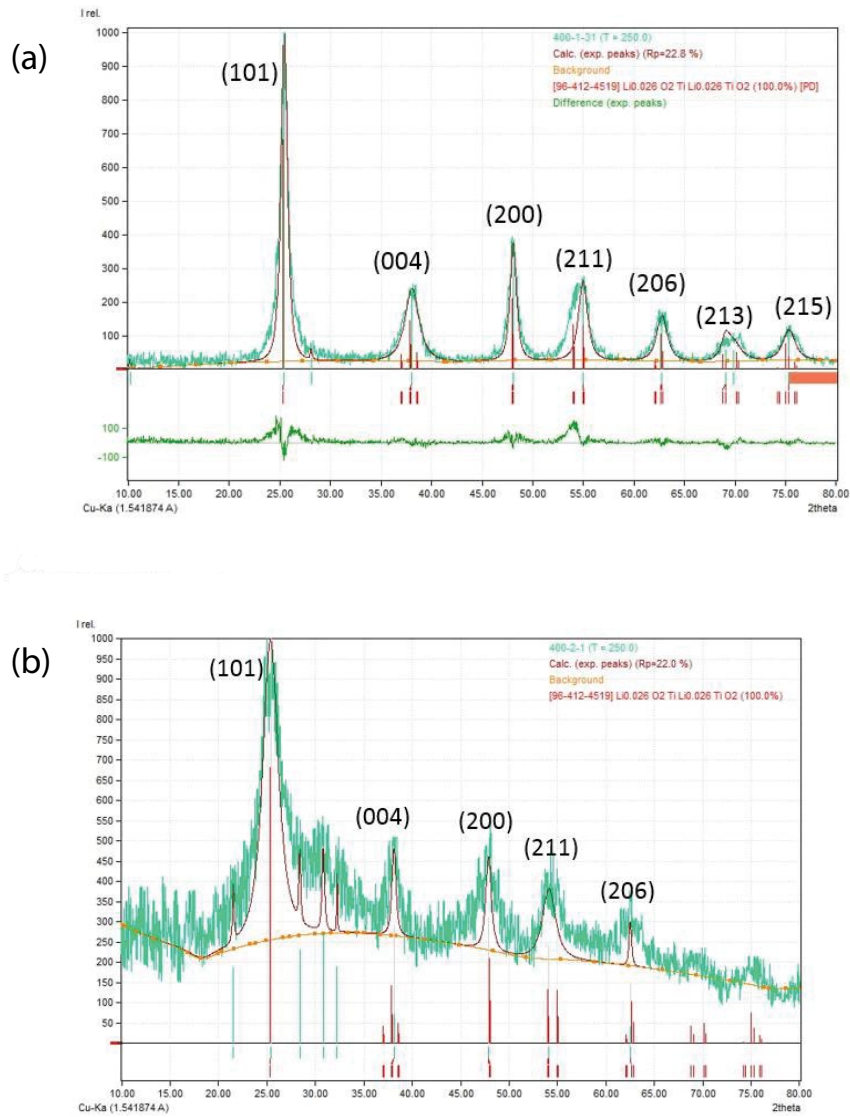 I rel.
(a)
1000
900
800
700
600
500
400
300
200
100
100
-100
400-1-31 (T = 250.0)
Calc. (exp. peaks) (Rp=22.8 %)
Background
[96-412-4519] Li0.026 O2 Ti Li0.026 Ti O2 (100.0%) [PD]
Difference (exp. peaks)
(101)
(004)
(200)
(211)
(206)
(213)
(215)
10.00 15.00 20.00 25.00 30.00 35.00 40.00 45.00 50.00 55.00 60.00 65.00 70.00 75.00 80.00
Cu-Ka (1.541874 A) 2theta
I rel.
(b)
1000
950
900
850
800
750
700
650
600
550
500
450
400
350
300
250
200
150
100
50
400-2-1 (T = 250.0)
Calc. (exp. peaks) (Rp=22.0 %)
Background
[96-412-4519] Li0.026 O2 Ti Li0.026 Ti O2 (100.0%)
(101)
(004)
(200)
(211)
(206)
10.00 15.00 20.00 25.00 30.00 35.00 40.00 45.00 50.00 55.00 60.00 65.00 70.00 75.00 80.00
Cu-Ka (1.541874 A) 2theta